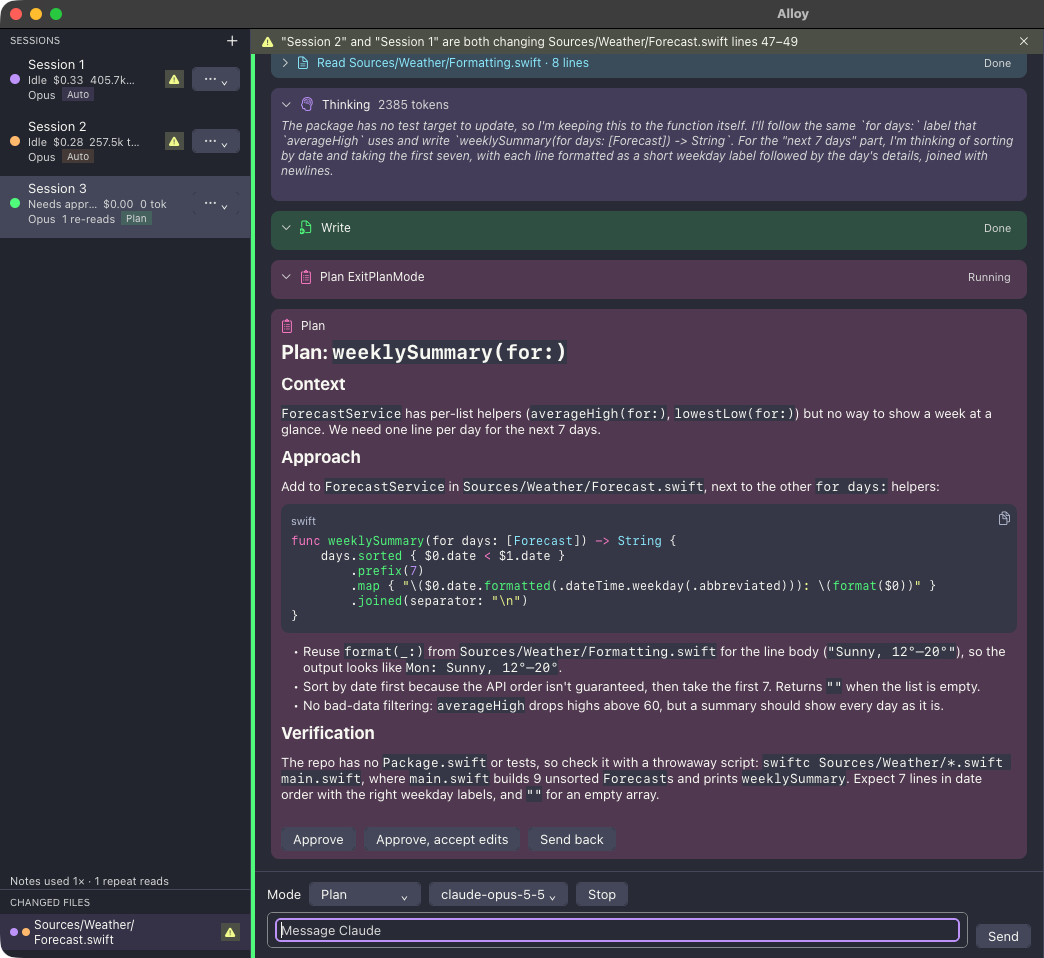 Alloy
SESSIONS
Session 1
Idle $0.33 405.7k...
Opus Auto
Session 2
Idle $0.28 257.5k t...
Opus Auto
Session 3
Needs appr... $0.00 0 tok
Opus 1 re-reads Plan
Notes used 1× · 1 repeat reads
CHANGED FILES
Sources/Weather/
Forecast.swift
"Session 2" and "Session 1" are both changing Sources/Weather/Forecast.swift lines 47–49
Read Sources/Weather/Formatting.swift · 8 lines Done
Thinking 2385 tokens
The package has no test target to update, so I'm keeping this to the function itself. I'll follow the same `for days:` label that
`averageHigh` uses and write `weeklySummary(for days: [Forecast]) -> String`. For the "next 7 days" part, I'm thinking of sorting
by date and taking the first seven, with each line formatted as a short weekday label followed by the day's details, joined with
newlines.
Write Done
Plan ExitPlanMode Running
Plan
Plan: weeklySummary(for:)
Context
ForecastService has per-list helpers (averageHigh(for:), lowestLow(for:)) but no way to show a week at a
glance. We need one line per day for the next 7 days.
Approach
Add to ForecastService in Sources/Weather/Forecast.swift, next to the other for days: helpers:
swift
func weeklySummary(for days: [Forecast]) -> String {
    days.sorted { $0.date < $1.date }
        .prefix(7)
        .map { "\($0.date.formatted(.dateTime.weekday(.abbreviated))): \(format($0))" }
        .joined(separator: "\n")
}
• Reuse format(_:) from Sources/Weather/Formatting.swift for the line body ("Sunny, 12°–20°"), so the
output looks like Mon: Sunny, 12°–20°.
• Sort by date first because the API order isn't guaranteed, then take the first 7. Returns "" when the list is empty.
• No bad-data filtering: averageHigh drops highs above 60, but a summary should show every day as it is.
Verification
The repo has no Package.swift or tests, so check it with a throwaway script: swiftc Sources/Weather/*.swift
main.swift, where main.swift builds 9 unsorted Forecasts and prints weeklySummary. Expect 7 lines in date
order with the right weekday labels, and "" for an empty array.
Approve Approve, accept edits Send back
Mode Plan claude-opus-5-5 Stop
Message Claude
Send